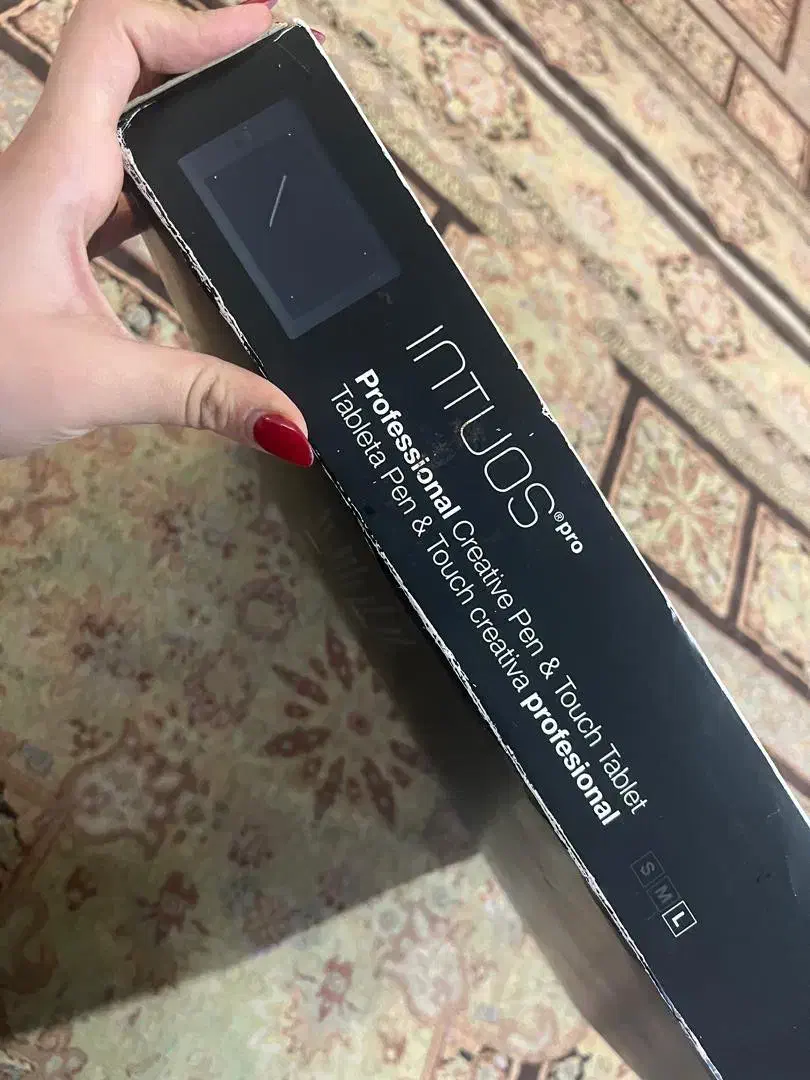 INTUOS®pro
Professional Creative Pen & Touch Tablet
Tableta Pen & Touch creativa profesional
S M L